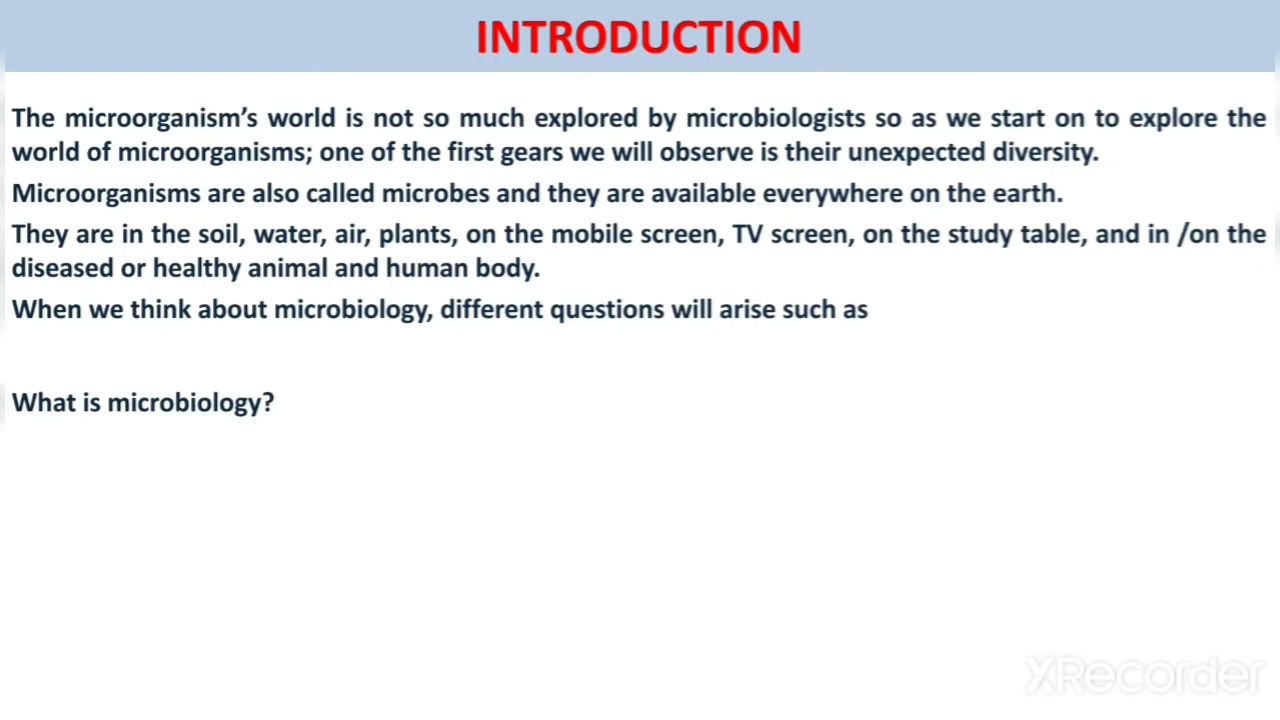 INTRODUCTION
The microorganism's world is not so much explored by microbiologists so as we start on to explore the
world of microorganisms; one of the first gears we will observe is their unexpected diversity.
Microorganisms are also called microbes and they are available everywhere on the earth.
They are in the soil, water, air, plants, on the mobile screen, TV screen, on the study table, and in /on the
diseased or healthy animal and human body.
When we think about microbiology, different questions will arise such as
What is microbiology?
XRecorder